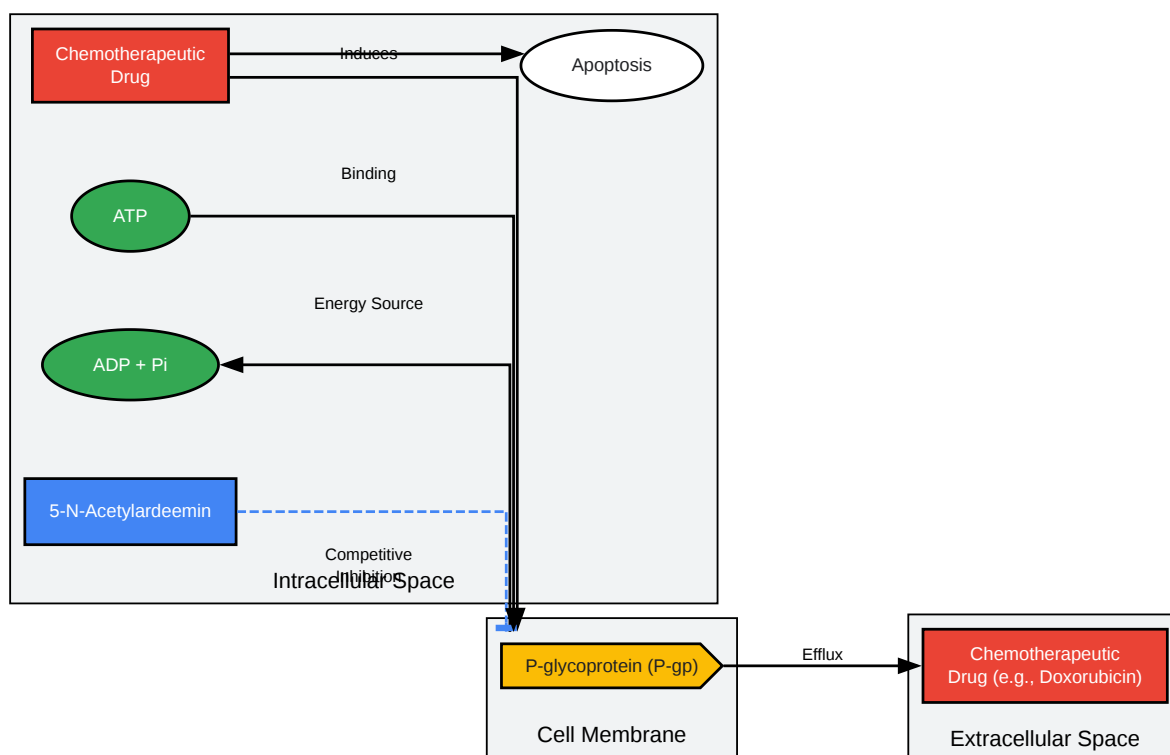 Chemotherapeutic
Drug
Induces
Apoptosis
Binding
ATP
Energy Source
ADP + Pi
5-N-Acetylardeemin
Competitive
Inhibition
Intracellular Space
P-glycoprotein (P-gp)
Efflux
Chemotherapeutic
Drug (e.g., Doxorubicin)
Cell Membrane
Extracellular Space